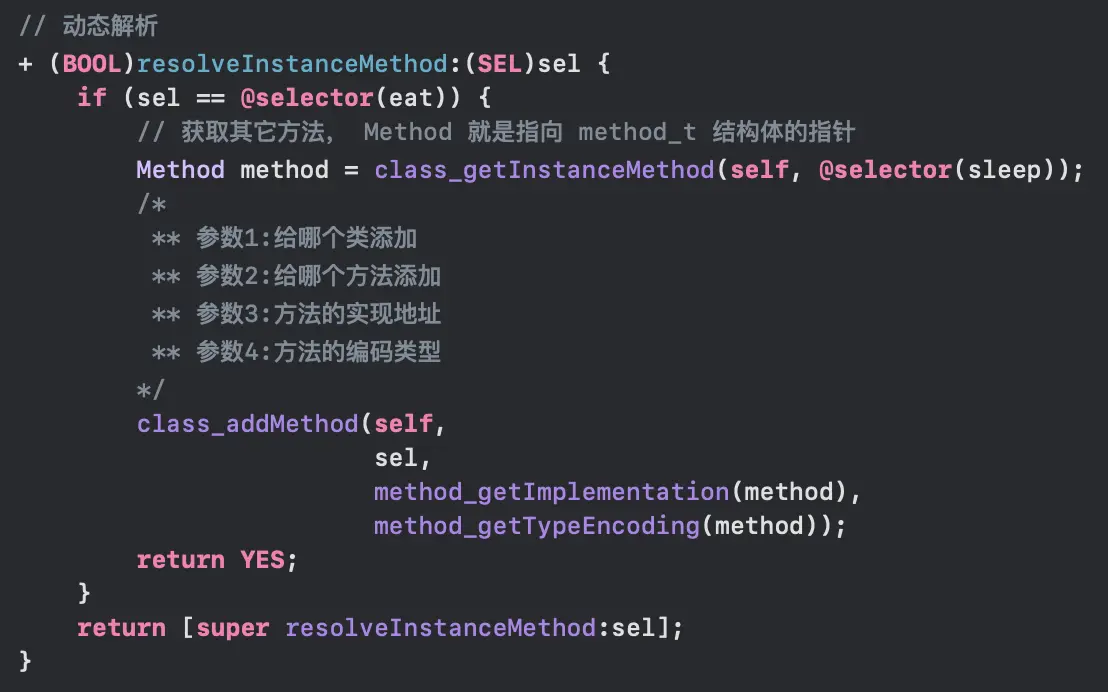 // 动态解析
+ (BOOL)resolveInstanceMethod:(SEL)sel {
    if (sel == @selector(eat)) {
        // 获取其它方法， Method 就是指向 method_t 结构体的指针
        Method method = class_getInstanceMethod(self, @selector(sleep));
        /*
         ** 参数1:给哪个类添加
         ** 参数2:给哪个方法添加
         ** 参数3:方法的实现地址
         ** 参数4:方法的编码类型
        */
        class_addMethod(self,
                        sel,
                        method_getImplementation(method),
                        method_getTypeEncoding(method));
        return YES;
    }
    return [super resolveInstanceMethod:sel];
}